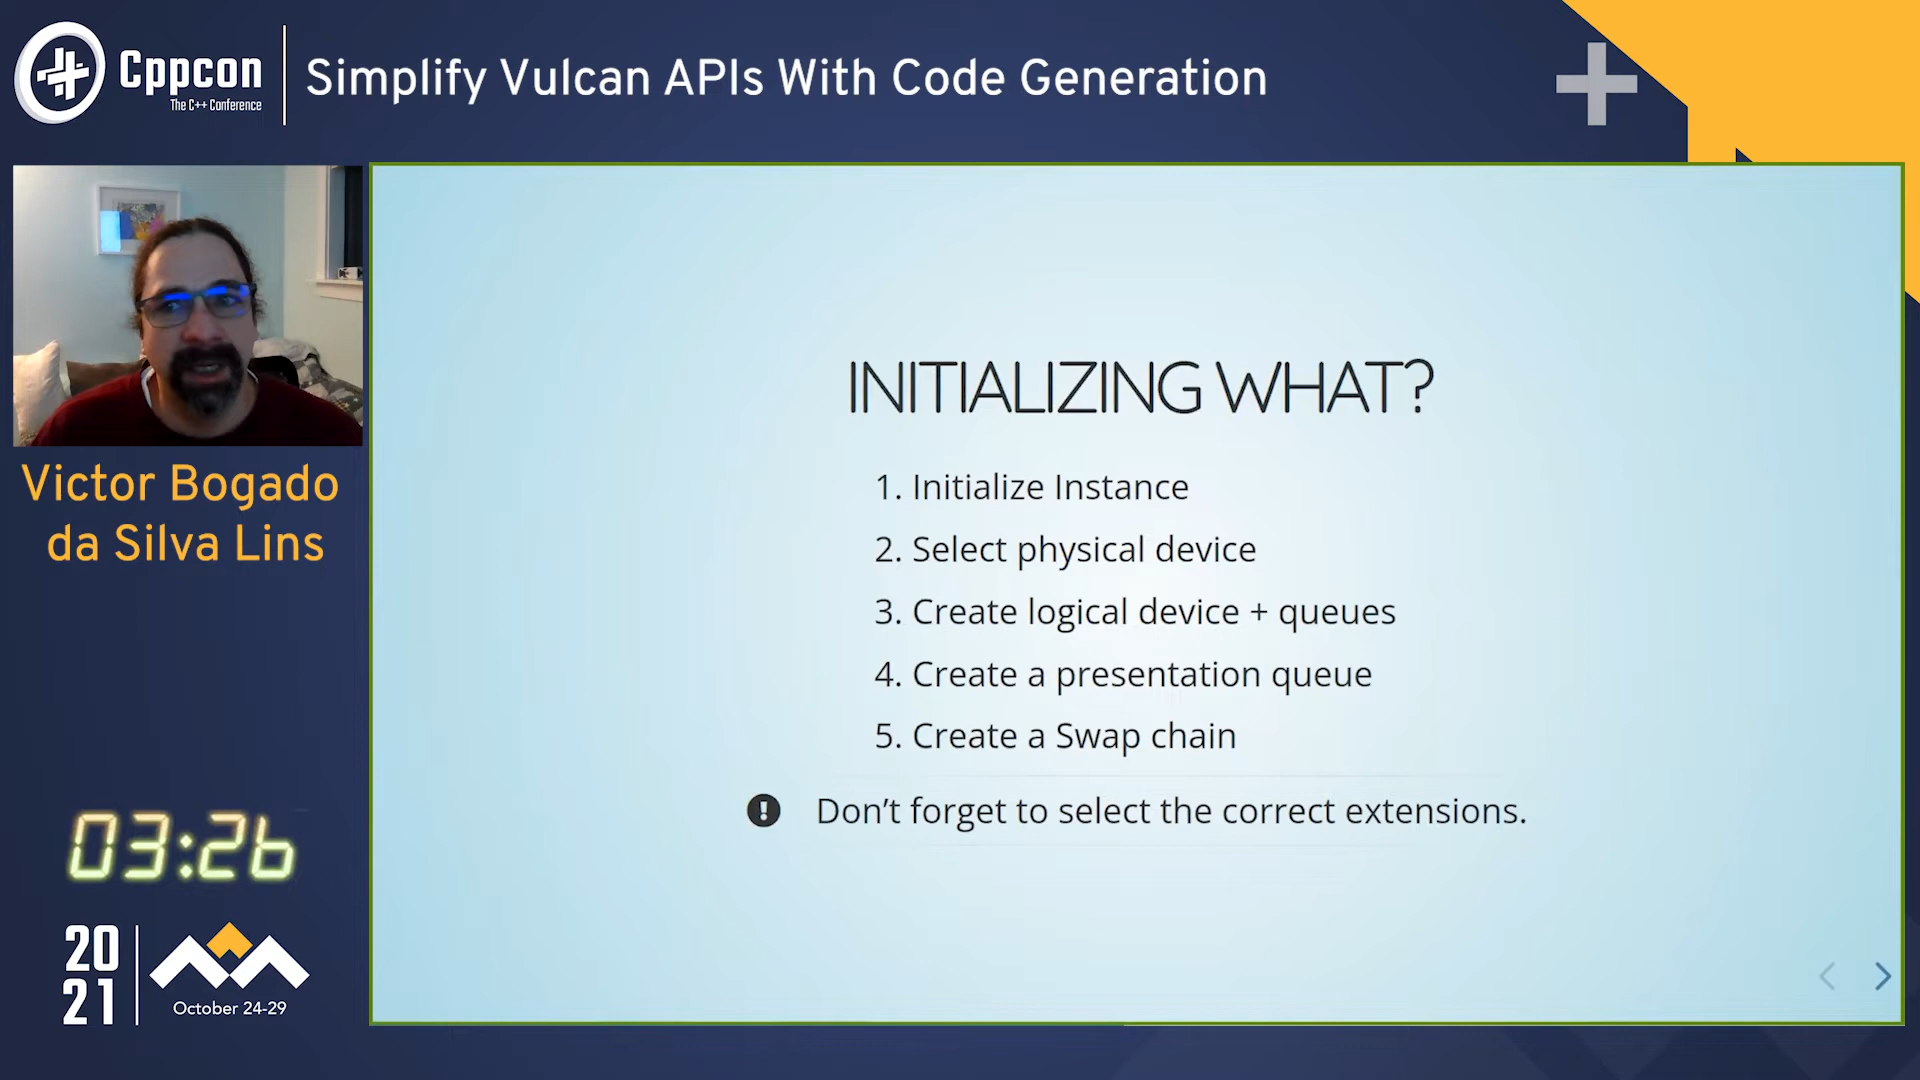 Cppcon
The C++ Conference
Simplify Vulcan APIs With Code Generation
Victor Bogado
da Silva Lins
INITIALIZING WHAT?
1. Initialize Instance
2. Select physical device
3. Create logical device + queues
4. Create a presentation queue
5. Create a Swap chain
! Don't forget to select the correct extensions.
03:26
20
21
October 24-29